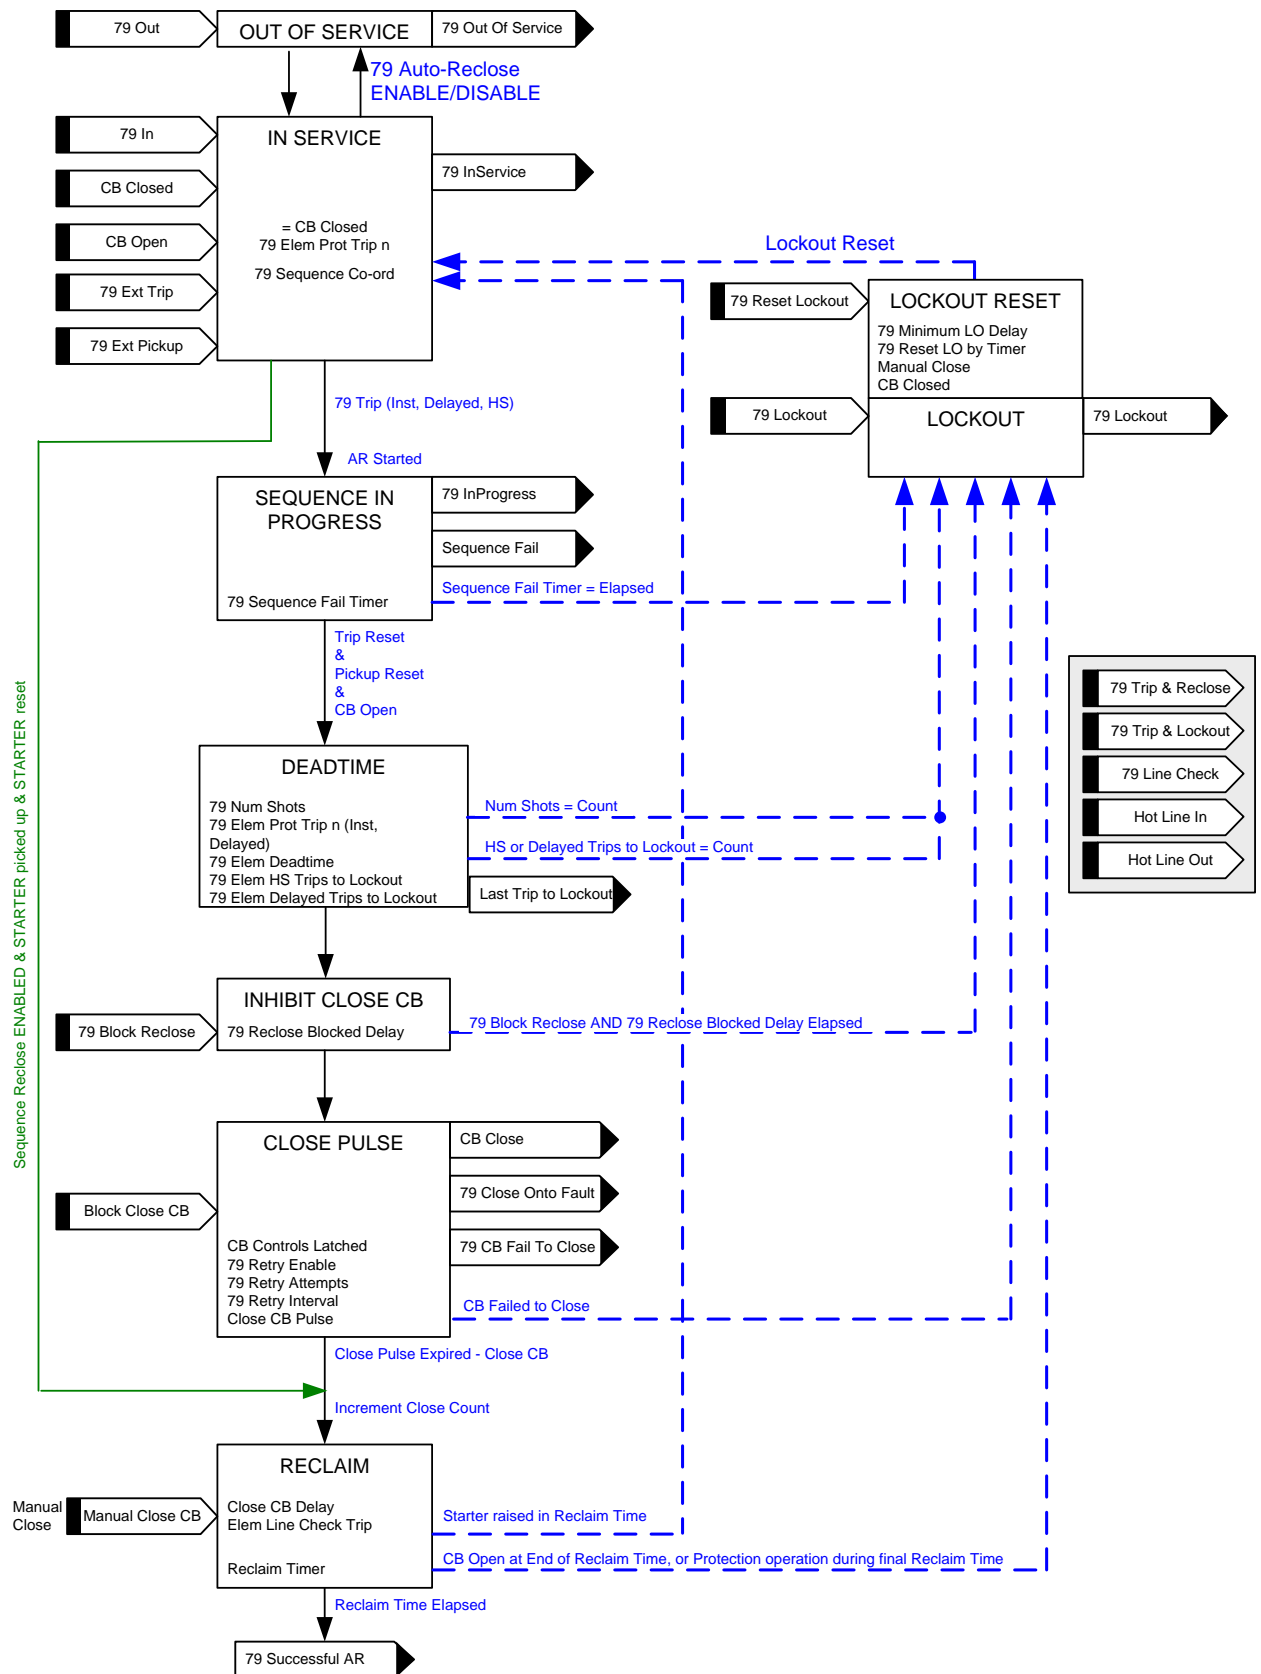 79 Out
OUT OF SERVICE
79 Out Of Service
79 Auto-Reclose
ENABLE/DISABLE
79 In
IN SERVICE
79 InService
CB Closed
CB Open
= CB Closed
79 Elem Prot Trip n
79 Sequence Co-ord
79 Ext Trip
79 Ext Pickup
Lockout Reset
79 Reset Lockout
LOCKOUT RESET
79 Minimum LO Delay
79 Reset LO by Timer
Manual Close
CB Closed
79 Lockout
LOCKOUT
79 Lockout
79 Trip (Inst, Delayed, HS)
AR Started
SEQUENCE IN
PROGRESS
79 InProgress
Sequence Fail
79 Sequence Fail Timer
Sequence Fail Timer = Elapsed
Trip Reset
&
Pickup Reset
&
CB Open
79 Trip & Reclose
79 Trip & Lockout
79 Line Check
Hot Line In
Hot Line Out
Sequence Reclose ENABLED & STARTER picked up & STARTER reset
DEADTIME
79 Num Shots
79 Elem Prot Trip n (Inst,
Delayed)
79 Elem Deadtime
79 Elem HS Trips to Lockout
79 Elem Delayed Trips to Lockout
Num Shots = Count
HS or Delayed Trips to Lockout = Count
Last Trip to Lockout
INHIBIT CLOSE CB
79 Block Reclose
79 Reclose Blocked Delay
79 Block Reclose AND 79 Reclose Blocked Delay Elapsed
CLOSE PULSE
CB Close
79 Close Onto Fault
79 CB Fail To Close
Block Close CB
CB Controls Latched
79 Retry Enable
79 Retry Attempts
79 Retry Interval
Close CB Pulse
CB Failed to Close
Close Pulse Expired - Close CB
Increment Close Count
RECLAIM
Manual
Close
Manual Close CB
Close CB Delay
Elem Line Check Trip
Reclaim Timer
Starter raised in Reclaim Time
CB Open at End of Reclaim Time, or Protection operation during final Reclaim Time
Reclaim Time Elapsed
79 Successful AR